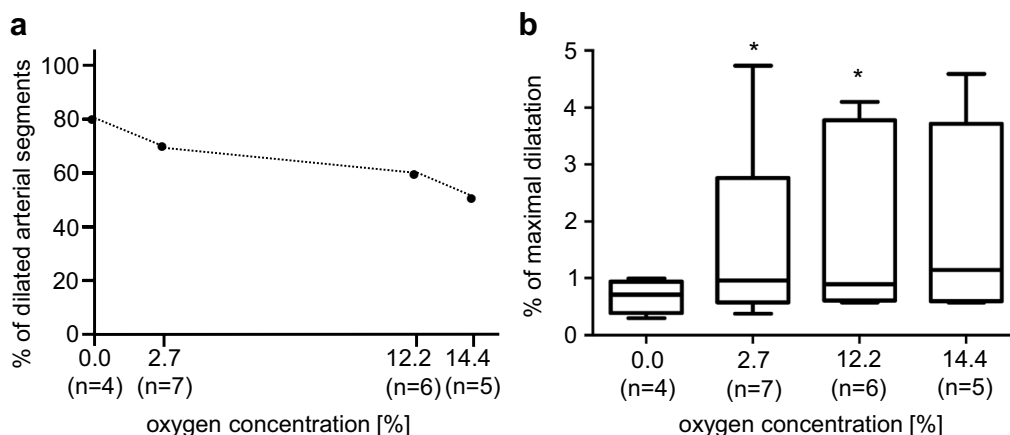 a
% of dilated arterial segments
100
80
60
40
20
0
0.0 2.7 12.2 14.4
(n=4) (n=7) (n=6) (n=5)
oxygen concentration [%]
b
% of maximal dilatation
5
4
3
2
1
0
* *
0.0 2.7 12.2 14.4
(n=4) (n=7) (n=6) (n=5)
oxygen concentration [%]